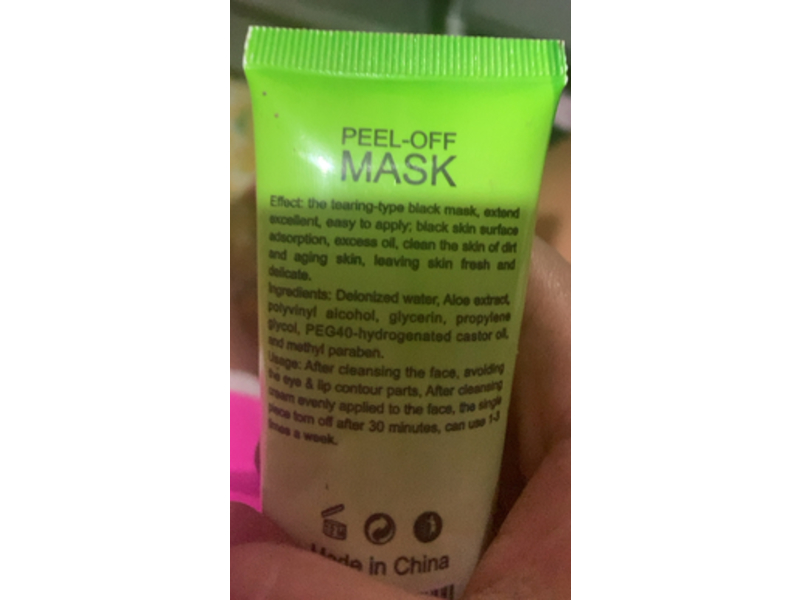 PEEL-OFF
MASK
Effect: the tearing-type black mask, extend
excellent, easy to apply; black skin surface
adsorption, excess oil, clean the skin of dirt
and aging skin, leaving skin fresh and
delicate.
Ingredients: Deionized water, Aloe extract,
polyvinyl alcohol, glycerin, propylene
glycol, PEG40-hydrogenated castor oil,
and methyl paraben.
Usage: After cleansing the face, avoiding
the eye & lip contour parts, After cleansing
cream evenly applied to the face, the single
piece torn off after 30 minutes, can use 1-3
times a week.
Made in China